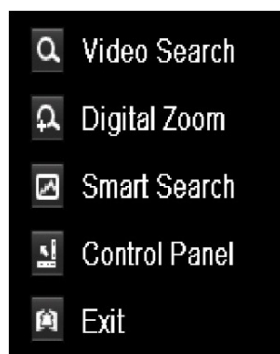 Video Search
Digital Zoom
Smart Search
Control Panel
Exit